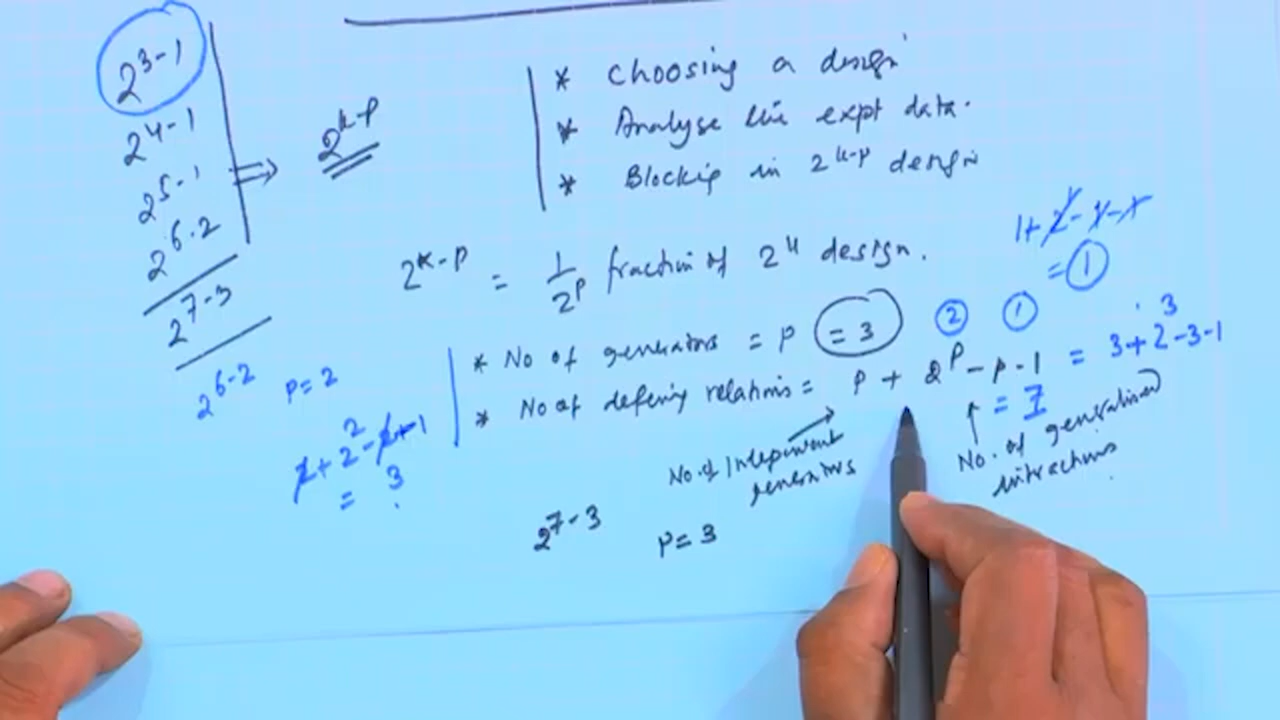 2^3-1
2^4-1
2^5-1
2^6-2
2^7-3
⇒ 2^k-p
* Choosing a design
* Analyse the expt data.
* Blocking in 2^k-p design
2^k-p = 1/2^p fraction of 2^k design.
1+2-1-1
= 1
* No of generators = p = 3
2 1
* No of defining relations = p + 2^p - p - 1 = 3+2^3-3-1
= 7
2^6-2 p=2
2+2^2-2-1
= 3
No. of Independent generators
No. of generalised interactions
2^7-3 p=3